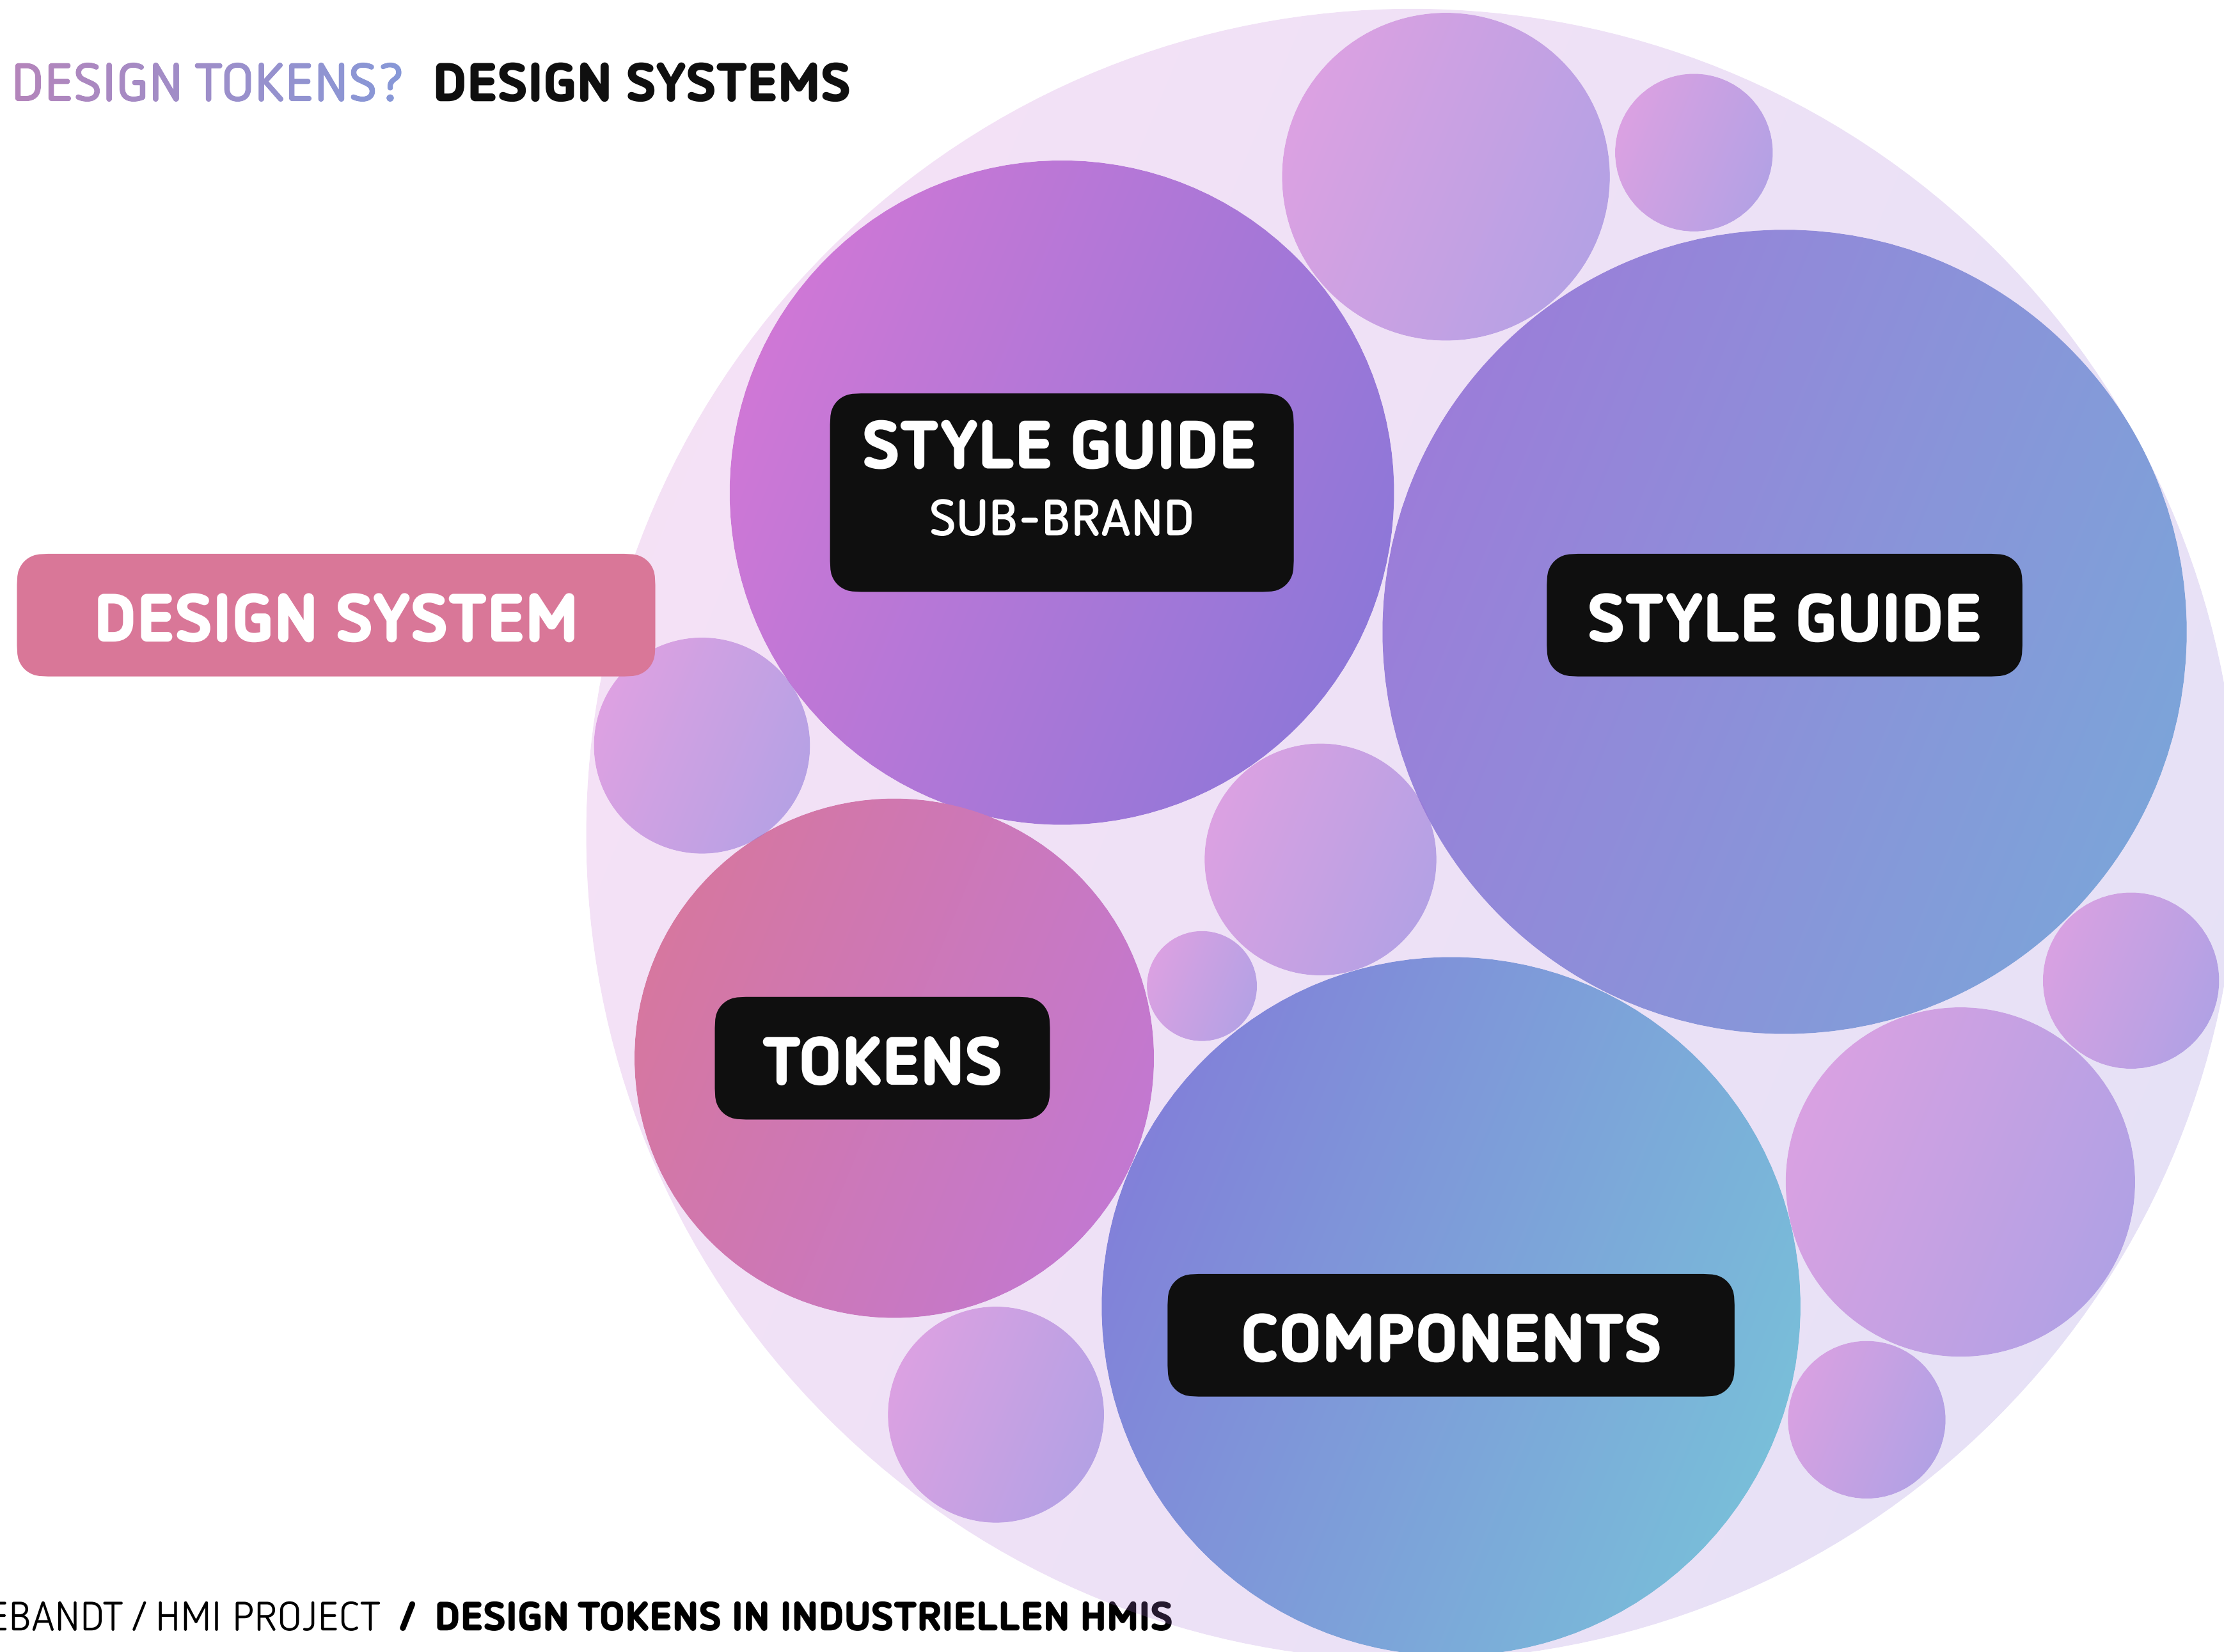 DESIGN TOKENS? DESIGN SYSTEMS
STYLE GUIDE
SUB-BRAND
DESIGN SYSTEM
STYLE GUIDE
TOKENS
COMPONENTS
EBANDT / HMI PROJECT / DESIGN TOKENS IN INDUSTRIELLEN HMIS